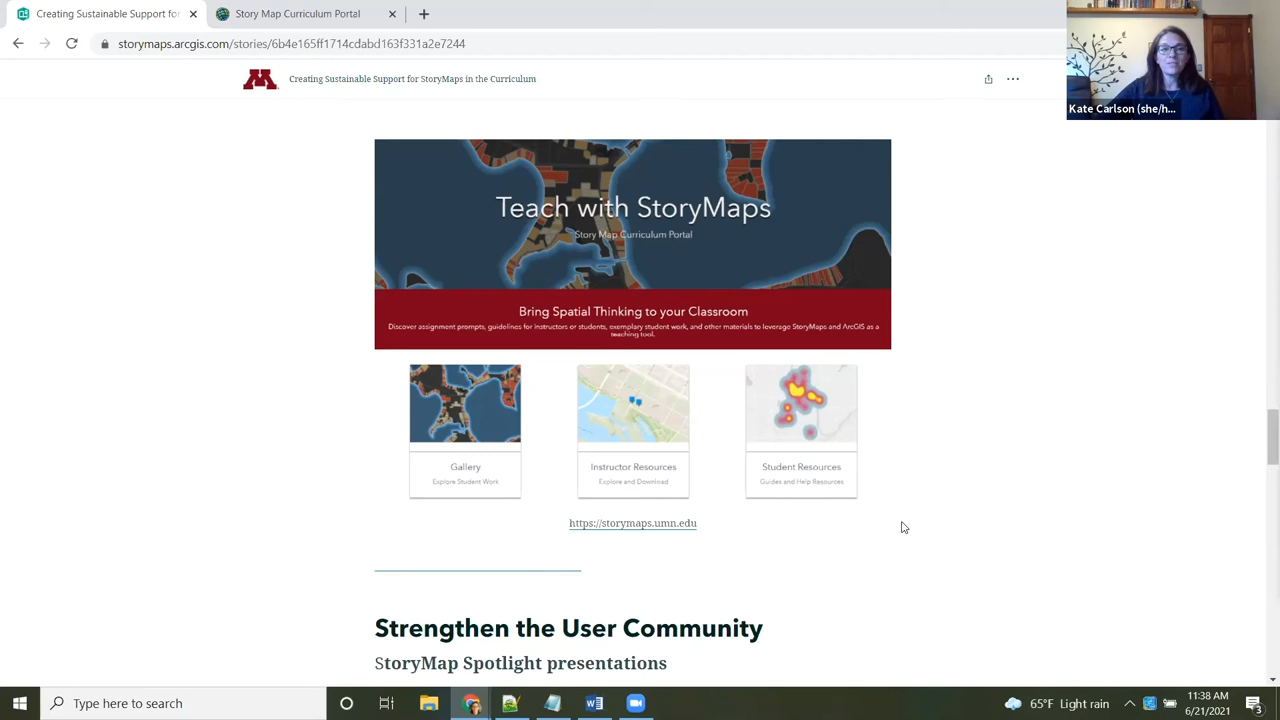 Creating Sustainable Support for
Story Map Portal
storymaps.arcgis.com/stories/6b4e165ff1714cdabd163f331a2e7244
M
Creating Sustainable Support for StoryMaps in the Curriculum
Kate Carlson (she/h...
Teach with StoryMaps
Story Map Curriculum Portal
Bring Spatial Thinking to your Classroom
Discover assignment prompts, guidelines for instructors or students, exemplary student work, and other materials to leverage StoryMaps and ArcGIS as a
teaching tool.
Gallery
Explore Student Work
Instructor Resources
Explore and Download
Student Resources
Guides and Help Resources
https://storymaps.umn.edu
Strengthen the User Community
StoryMap Spotlight presentations
Type here to search
65°F Light rain
11:38 AM
6/21/2021
3